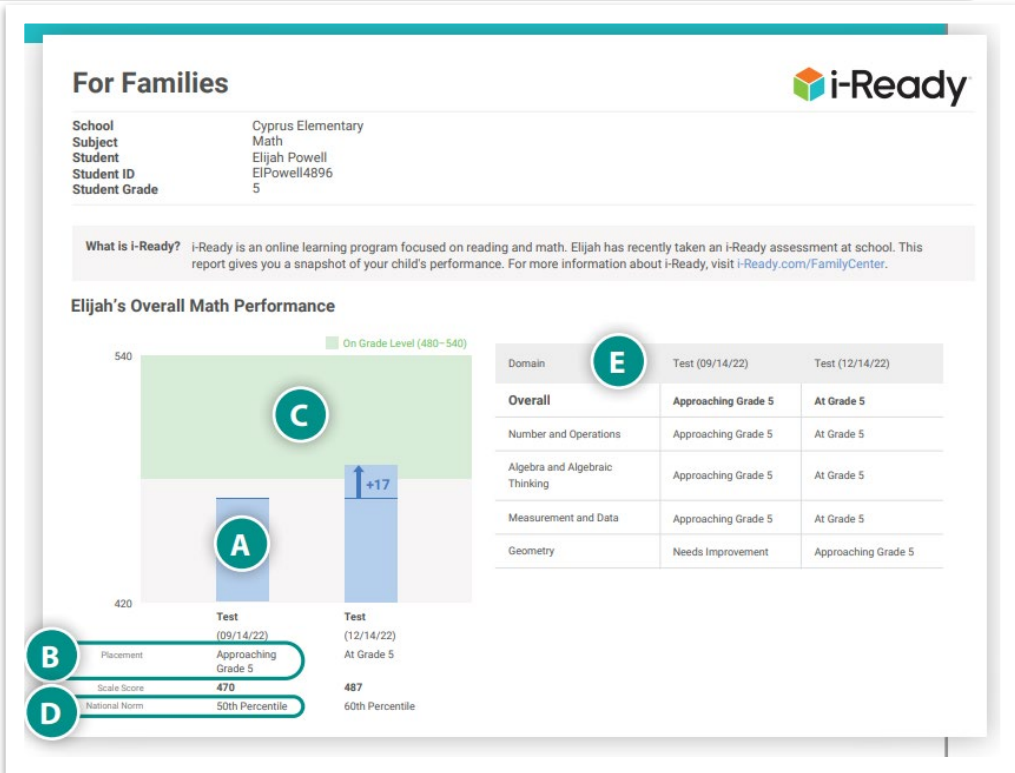 For Families
i-Ready
School Cyprus Elementary
Subject Math
Student Elijah Powell
Student ID ElPowell4896
Student Grade 5
What is i-Ready? i-Ready is an online learning program focused on reading and math. Elijah has recently taken an i-Ready assessment at school. This
report gives you a snapshot of your child's performance. For more information about i-Ready, visit i-Ready.com/FamilyCenter.
Elijah's Overall Math Performance
On Grade Level (480–540)
540
C
+17
A
420
Test Test
(09/14/22) (12/14/22)
B Placement Approaching At Grade 5
Grade 5
Scale Score 470 487
D National Norm 50th Percentile 60th Percentile
Domain E Test (09/14/22) Test (12/14/22)
Overall Approaching Grade 5 At Grade 5
Number and Operations Approaching Grade 5 At Grade 5
Algebra and Algebraic
Thinking Approaching Grade 5 At Grade 5
Measurement and Data Approaching Grade 5 At Grade 5
Geometry Needs Improvement Approaching Grade 5